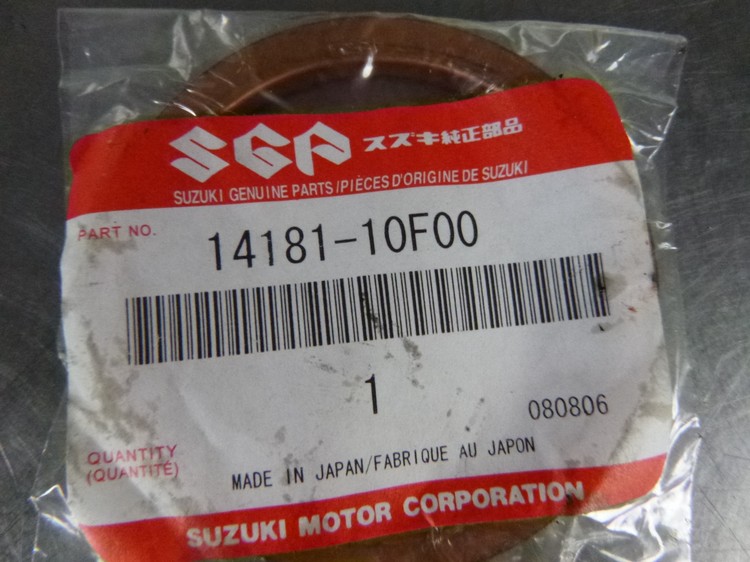 SGP スズキ純正部品
SUZUKI GENUINE PARTS/PIÈCES D'ORIGINE DE SUZUKI
PART NO. 14181-10F00
1
080806
QUANTITY
(QUANTITÉ)
MADE IN JAPAN/FABRIQUE AU JAPON
SUZUKI MOTOR CORPORATION